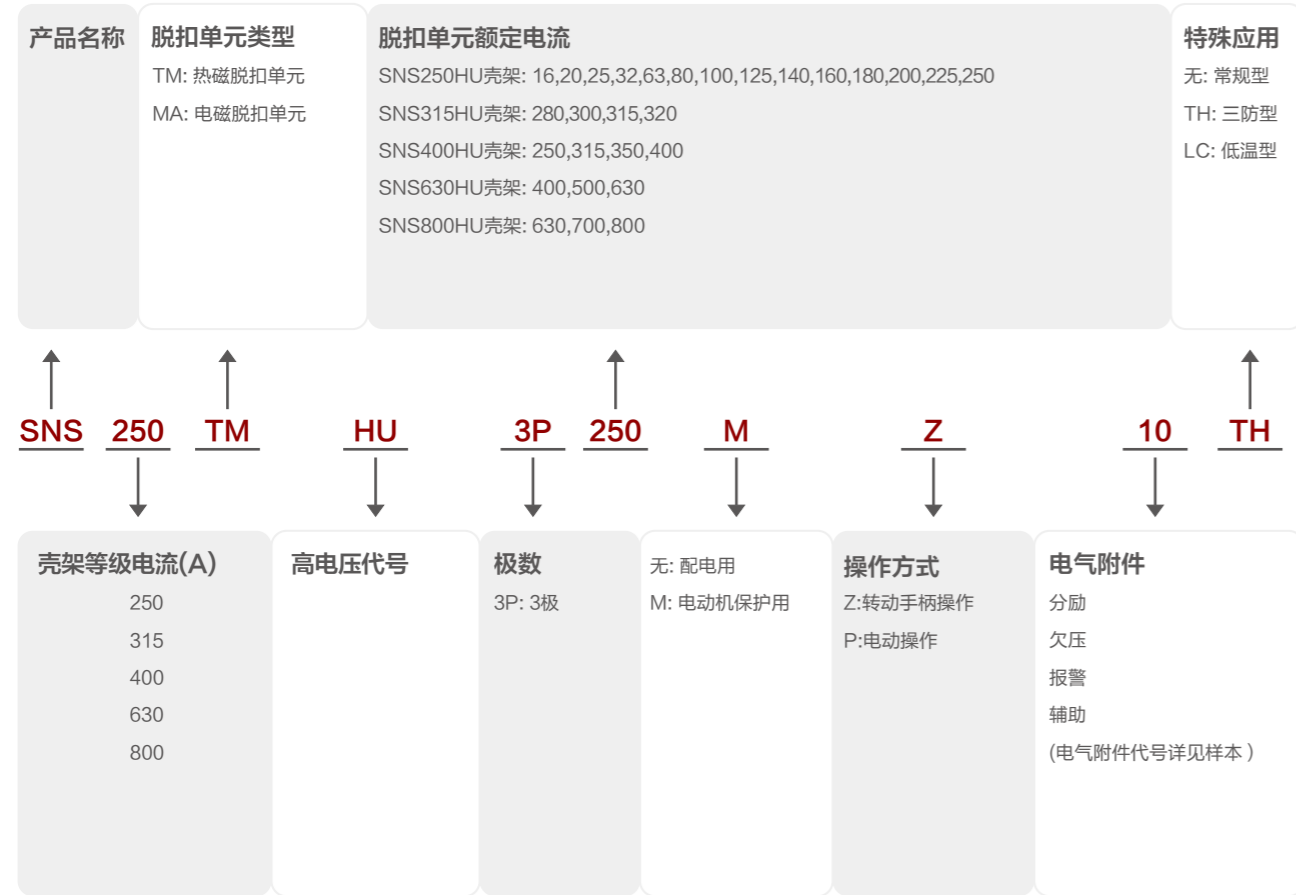 产品名称
脱扣单元类型
TM: 热磁脱扣单元
MA: 电磁脱扣单元
脱扣单元额定电流
SNS250HU壳架: 16,20,25,32,63,80,100,125,140,160,180,200,225,250
SNS315HU壳架: 280,300,315,320
SNS400HU壳架: 250,315,350,400
SNS630HU壳架: 400,500,630
SNS800HU壳架: 630,700,800
特殊应用
无: 常规型
TH: 三防型
LC: 低温型
SNS 250 TM HU 3P 250 M Z 10 TH
壳架等级电流(A)
250
315
400
630
800
高电压代号
极数
3P: 3极
无: 配电用
M: 电动机保护用
操作方式
Z:转动手柄操作
P:电动操作
电气附件
分励
欠压
报警
辅助
(电气附件代号详见样本 )